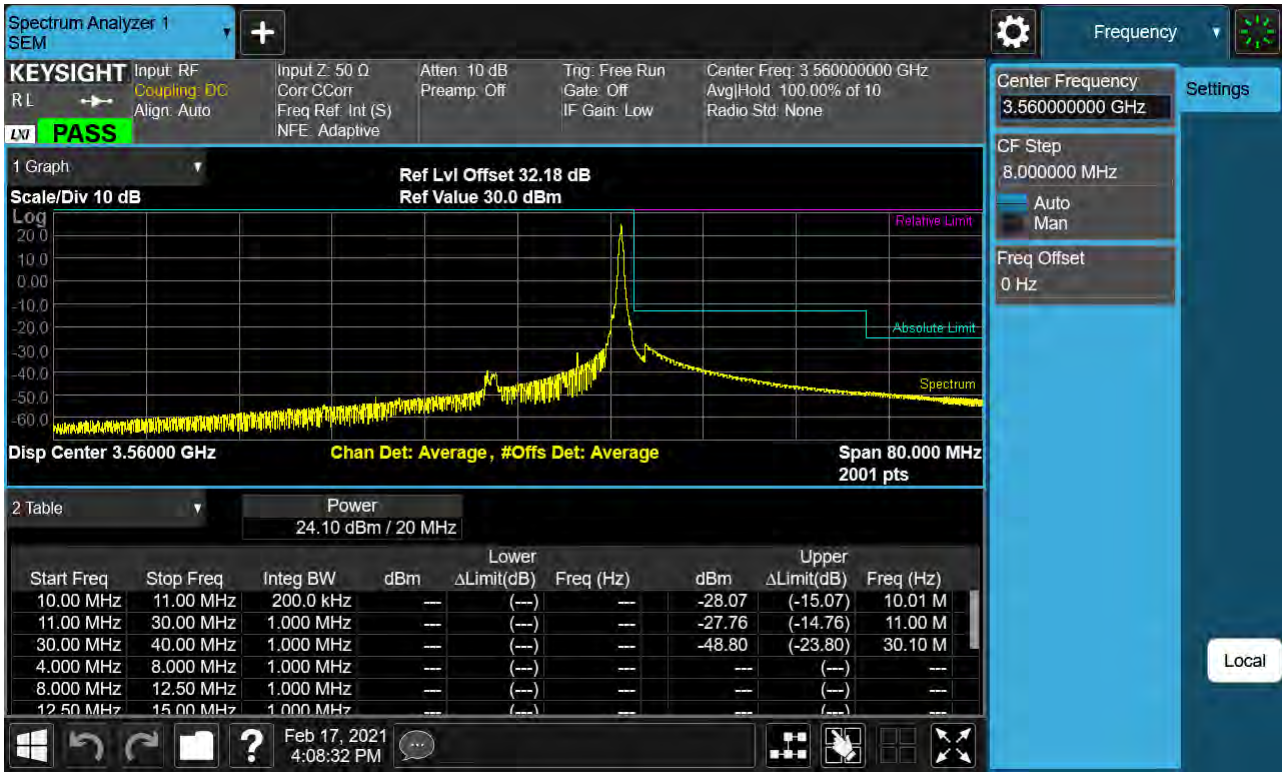 Spectrum Analyzer 1
SEM
Frequency
KEYSIGHT
RL
LXI
PASS
Input: RF
Coupling: DC
Align: Auto
Input Z: 50 Ω
Corr CCorr
Freq Ref: Int (S)
NFE: Adaptive
Atten: 10 dB
Preamp: Off
Trig: Free Run
Gate: Off
IF Gain: Low
Center Freq: 3.560000000 GHz
Avg|Hold: 100.00% of 10
Radio Std: None
Center Frequency
3.560000000 GHz
Settings
CF Step
8.000000 MHz
Auto
Man
Freq Offset
0 Hz
Local
1 Graph
Scale/Div 10 dB
Ref Lvl Offset 32.18 dB
Ref Value 30.0 dBm
Log
20.0
10.0
0.00
-10.0
-20.0
-30.0
-40.0
-50.0
-60.0
Relative Limit
Absolute Limit
Spectrum
Disp Center 3.56000 GHz
Chan Det: Average, #Offs Det: Average
Span 80.000 MHz
2001 pts
2 Table
Power
24.10 dBm / 20 MHz
Lower Upper
Start Freq Stop Freq Integ BW dBm ΔLimit(dB) Freq (Hz) dBm ΔLimit(dB) Freq (Hz)
10.00 MHz 11.00 MHz 200.0 kHz --- (---) --- -28.07 (-15.07) 10.01 M
11.00 MHz 30.00 MHz 1.000 MHz --- (---) --- -27.76 (-14.76) 11.00 M
30.00 MHz 40.00 MHz 1.000 MHz --- (---) --- -48.80 (-23.80) 30.10 M
4.000 MHz 8.000 MHz 1.000 MHz --- (---) --- --- (---) ---
8.000 MHz 12.50 MHz 1.000 MHz --- (---) --- --- (---) ---
12.50 MHz 15.00 MHz 1.000 MHz --- (---) --- --- (---) ---
?
Feb 17, 2021
4:08:32 PM